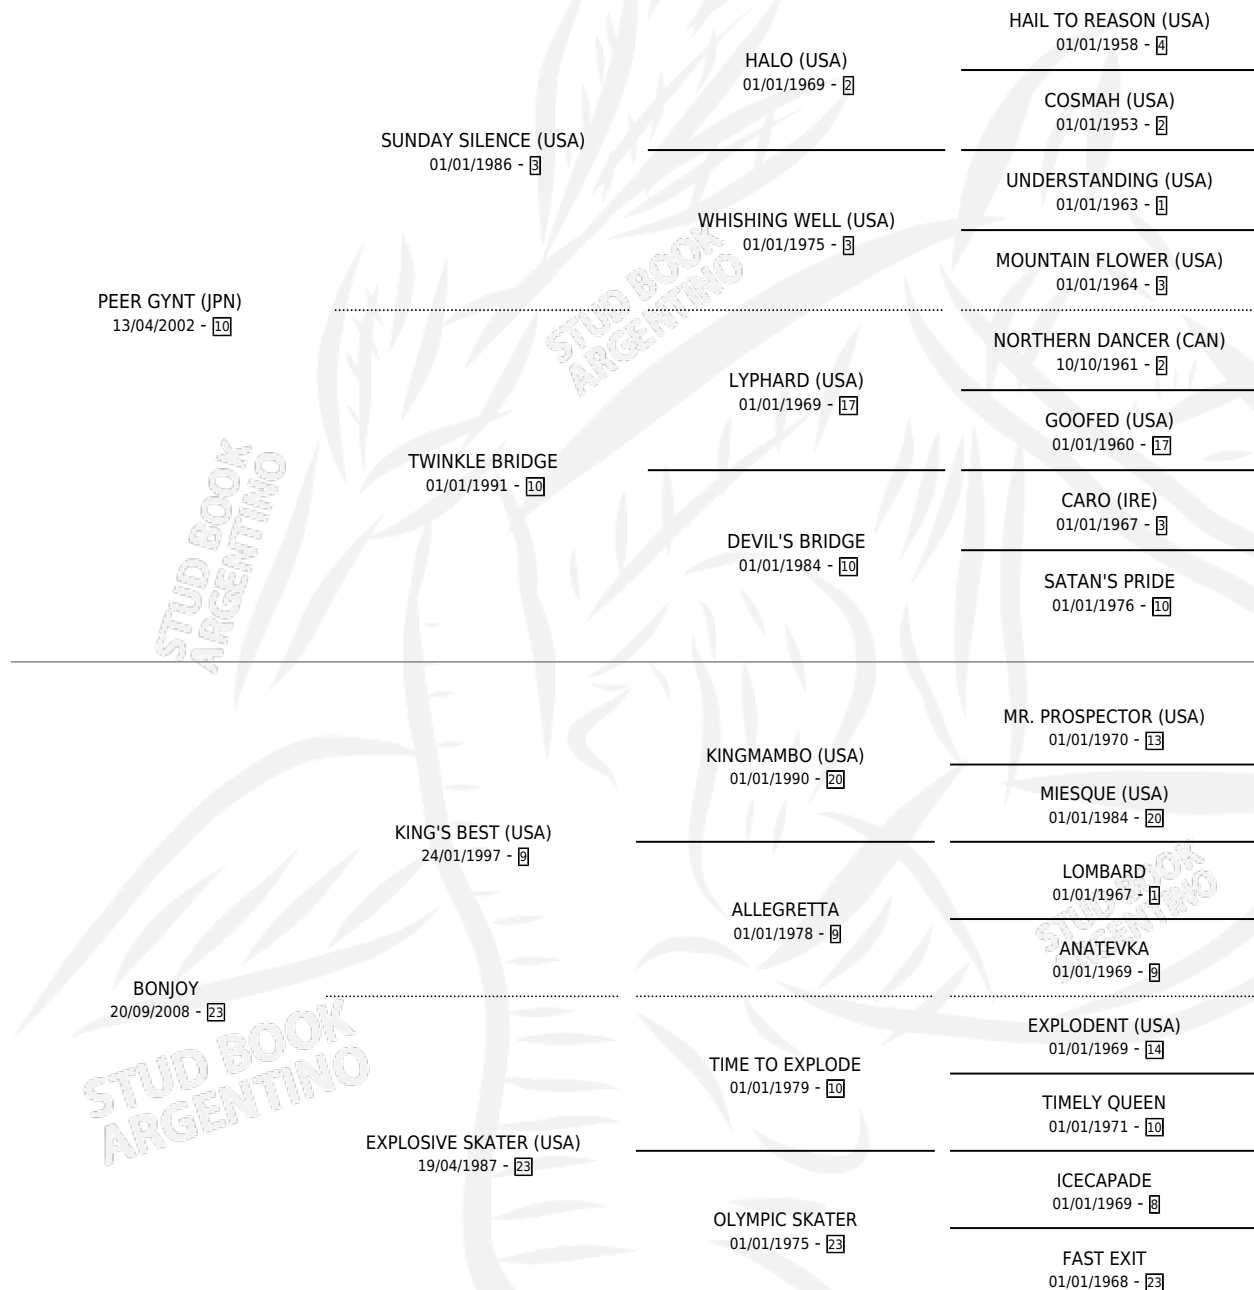 HAIL TO REASON (USA)
01/01/1958 - 4
HALO (USA)
01/01/1969 - 2
COSMAH (USA)
01/01/1953 - 2
SUNDAY SILENCE (USA)
01/01/1986 - 3
UNDERSTANDING (USA)
01/01/1963 - 1
WHISHING WELL (USA)
01/01/1975 - 3
MOUNTAIN FLOWER (USA)
01/01/1964 - 3
PEER GYNT (JPN)
13/04/2002 - 10
NORTHERN DANCER (CAN)
10/10/1961 - 2
LYPHARD (USA)
01/01/1969 - 17
GOOFED (USA)
01/01/1960 - 17
TWINKLE BRIDGE
01/01/1991 - 10
CARO (IRE)
01/01/1967 - 3
DEVIL'S BRIDGE
01/01/1984 - 10
SATAN'S PRIDE
01/01/1976 - 10
MR. PROSPECTOR (USA)
01/01/1970 - 13
KINGMAMBO (USA)
01/01/1990 - 20
MIESQUE (USA)
01/01/1984 - 20
KING'S BEST (USA)
24/01/1997 - 9
LOMBARD
01/01/1967 - 1
ALLEGRETTA
01/01/1978 - 9
ANATEVKA
01/01/1969 - 9
BONJOY
20/09/2008 - 23
EXPLODENT (USA)
01/01/1969 - 14
TIME TO EXPLODE
01/01/1979 - 10
TIMELY QUEEN
01/01/1971 - 10
EXPLOSIVE SKATER (USA)
19/04/1987 - 23
ICECAPADE
01/01/1969 - 8
OLYMPIC SKATER
01/01/1975 - 23
FAST EXIT
01/01/1968 - 23
STUD BOOK
ARGENTINO
STUD BOOK
ARGENTINO
STUD BOOK
ARGENTINO
STUD BOOK
ARGENTINO